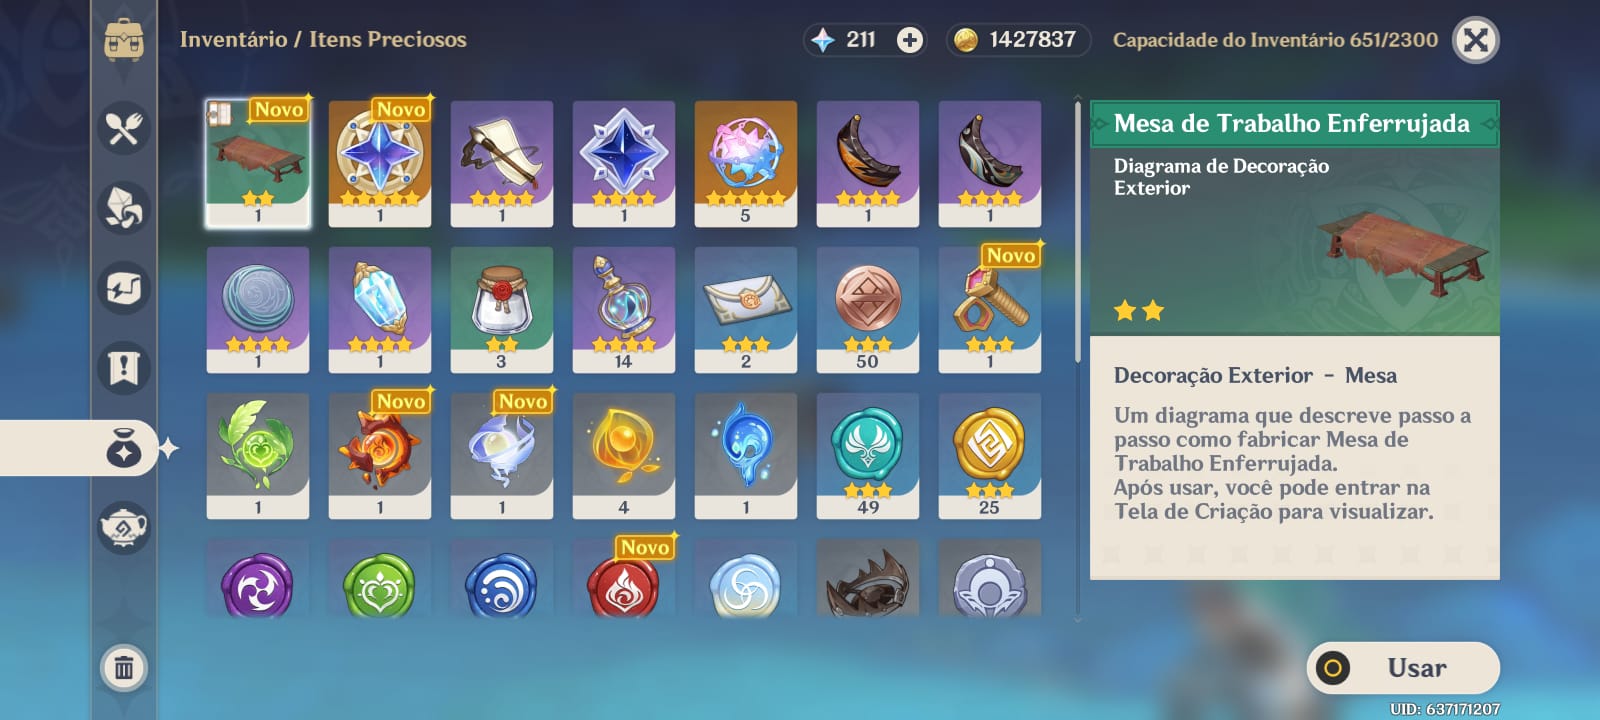 Inventário / Itens Preciosos
211
1427837
Capacidade do Inventário 651/2300
Novo
Novo
1
1
1
1
5
1
1
Novo
1
1
3
14
2
50
1
Novo
Novo
1
1
1
4
1
49
25
Novo
Mesa de Trabalho Enferrujada
Diagrama de Decoração
Exterior
Decoração Exterior - Mesa
Um diagrama que descreve passo a
passo como fabricar Mesa de
Trabalho Enferrujada.
Após usar, você pode entrar na
Tela de Criação para visualizar.
Usar
UID: 637171207